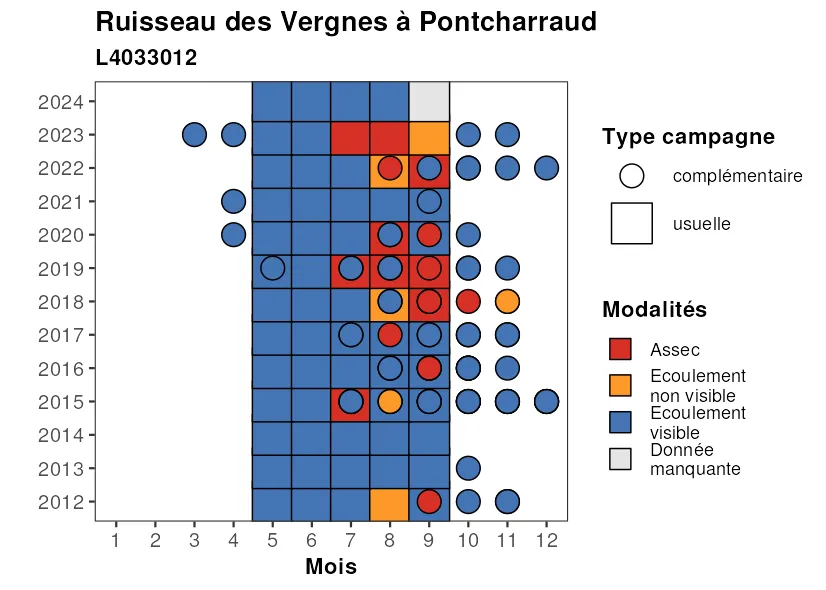 Ruisseau des Vergnes à Pontcharraud
L4033012
2024
2023
2022
2021
2020
2019
2018
2017
2016
2015
2014
2013
2012
1 2 3 4 5 6 7 8 9 10 11 12
Mois
Type campagne
complémentaire
usuelle
Modalités
Assec
Ecoulement
non visible
Ecoulement
visible
Donnée
manquante